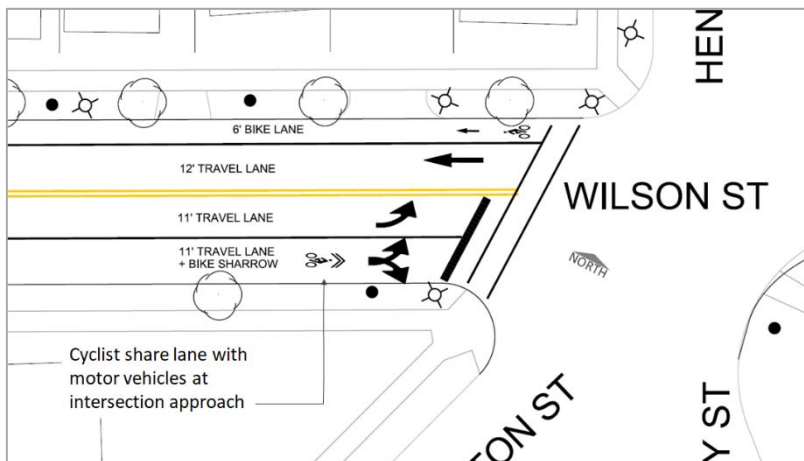 HEN
6' BIKE LANE
12' TRAVEL LANE
WILSON ST
11' TRAVEL LANE
11' TRAVEL LANE
+ BIKE SHARROW
NORTH
Cyclist share lane with
motor vehicles at
intersection approach
TON ST
Y ST